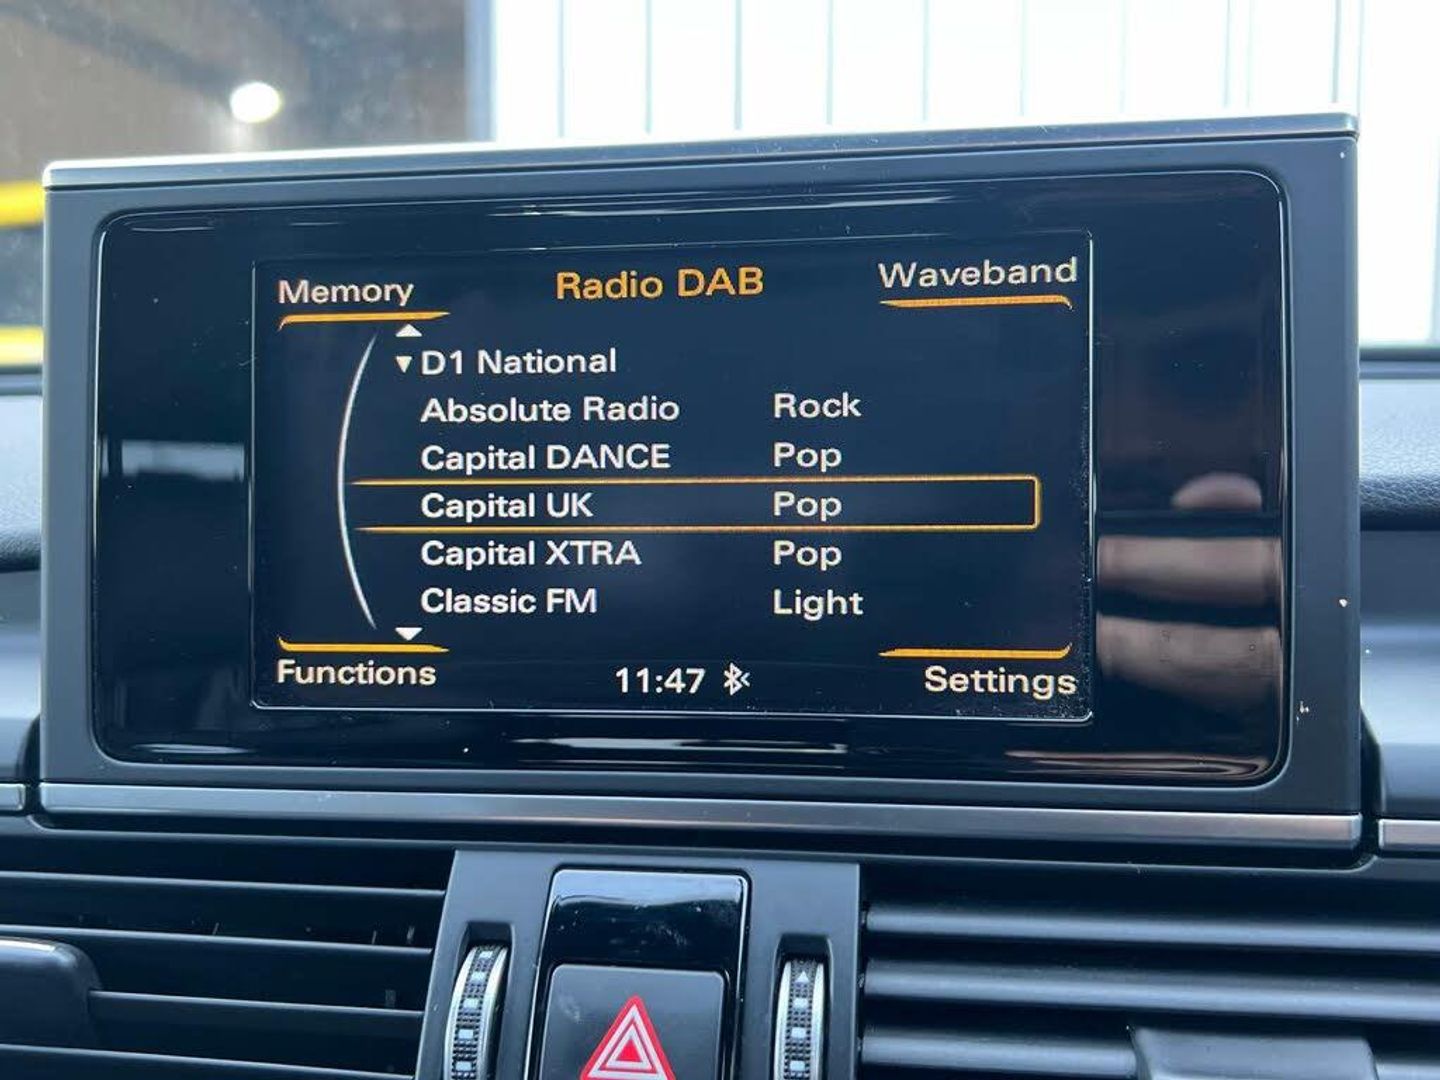 Memory Radio DAB Waveband
D1 National
Absolute Radio Rock
Capital DANCE Pop
Capital UK Pop
Capital XTRA Pop
Classic FM Light
Functions 11:47 Settings